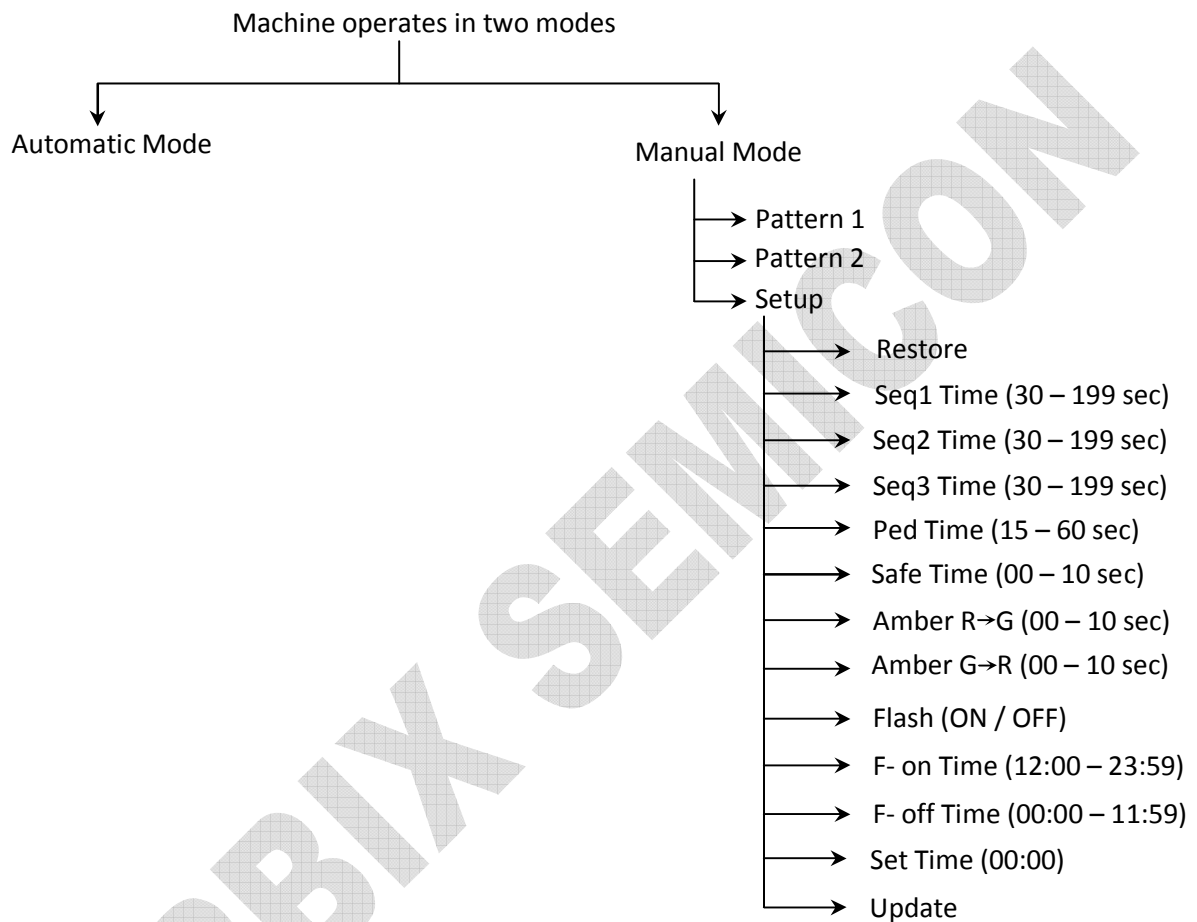 Machine operates in two modes
Automatic Mode
Manual Mode
Pattern 1
Pattern 2
Setup
Restore
Seq1 Time (30 – 199 sec)
Seq2 Time (30 – 199 sec)
Seq3 Time (30 – 199 sec)
Ped Time (15 – 60 sec)
Safe Time (00 – 10 sec)
Amber R→G (00 – 10 sec)
Amber G→R (00 – 10 sec)
Flash (ON / OFF)
F- on Time (12:00 – 23:59)
F- off Time (00:00 – 11:59)
Set Time (00:00)
Update
SEMICON